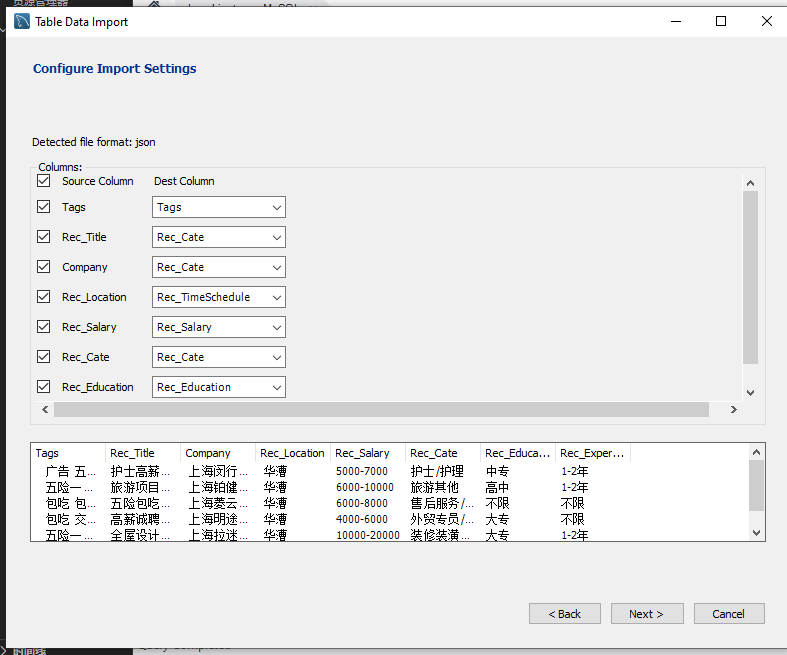 Table Data Import
Configure Import Settings
Detected file format: json
Columns:
Source Column Dest Column
Tags Tags
Rec_Title Rec_Cate
Company Rec_Cate
Rec_Location Rec_TimeSchedule
Rec_Salary Rec_Salary
Rec_Cate Rec_Cate
Rec_Education Rec_Education
Tags Rec_Title Company Rec_Location Rec_Salary Rec_Cate Rec_Educa... Rec_Exper...
广告 五... 护士高薪... 上海闵行... 华漕 5000-7000 护士/护理 中专 1-2年
五险一... 旅游项目... 上海铂健... 华漕 6000-10000 旅游其他 高中 1-2年
包吃 包... 五险包吃... 上海菱云... 华漕 6000-8000 售后服务/... 不限 不限
包吃 交... 高薪诚聘... 上海明途... 华漕 4000-6000 外贸专员/... 大专 不限
五险一... 全屋设计... 上海拉迷... 华漕 10000-20000 装修装潢... 大专 1-2年
< Back Next > Cancel